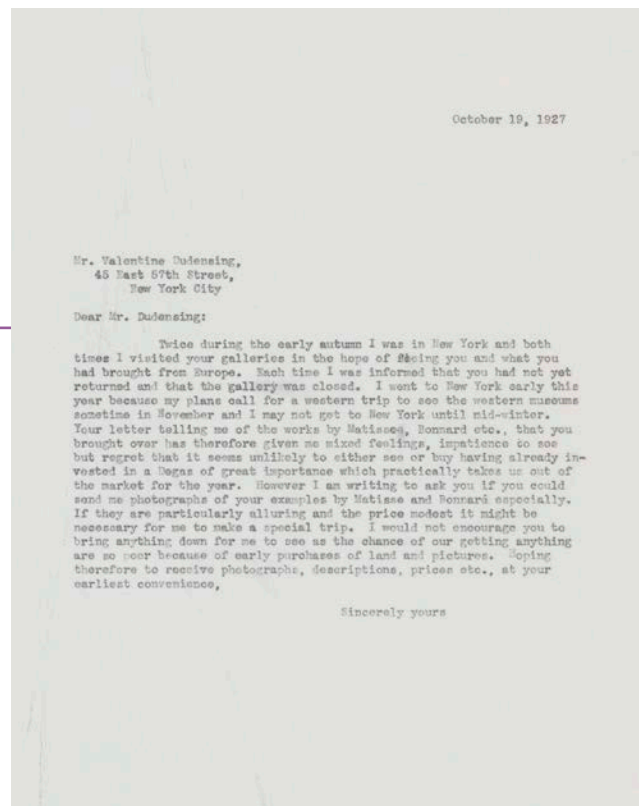 October 19, 1927
Mr. Valentine Dudensing,
45 East 57th Street,
New York City
Dear Mr. Dudensing:
Twice during the early autumn I was in New York and both
times I visited your galleries in the hope of seeing you and what you
had brought from Europe. Each time I was informed that you had not yet
returned and that the gallery was closed. I went to New York early this
year because my plans call for a western trip to see the western museums
sometime in November and I may not get to New York until mid-winter.
Your letter telling me of the works by Matisse, Bonnard etc., that you
brought over has therefore given me mixed feelings, impatience to see
but regret that it seems unlikely to either see or buy having already in-
vested in a Degas of great importance which practically takes us out of
the market for the year. However I am writing to ask you if you could
send me photographs of your examples by Matisse and Bonnard especially.
If they are particularly alluring and the price modest it might be
necessary for me to make a special trip. I would not encourage you to
bring anything down for me to see as the chance of our getting anything
are so poor because of early purchases of land and pictures. Hoping
therefore to receive photographs, descriptions, prices etc., at your
earliest convenience,
Sincerely yours